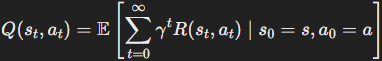 Q(s_t, a_t) = 𝔼 [ ∑_{t=0}^{∞} γ^t R(s_t, a_t) | s_0 = s, a_0 = a ]